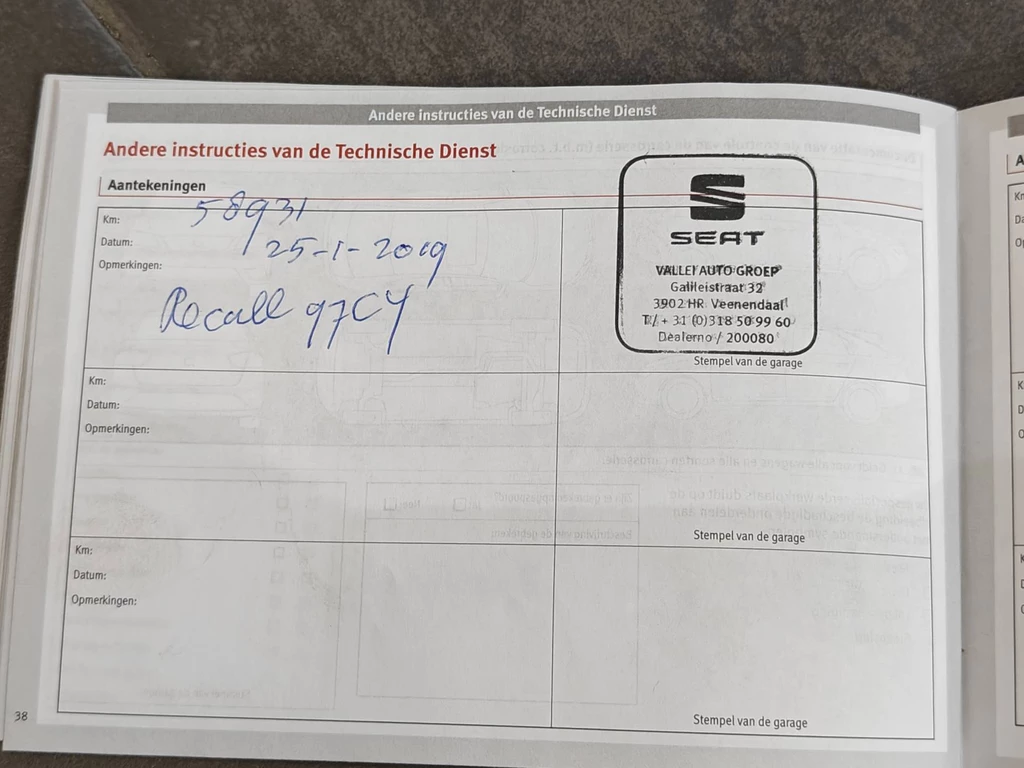 Andere instructies van de Technische Dienst
Andere instructies van de Technische Dienst
Aantekeningen
Km: 58931
Datum: 25-1-2019
Opmerkingen:
Recall 97CY
SEAT
VALLEI AUTO GROEP
Galileistraat 32
3902 HR Veenendaal
T/ + 31 (0)318 50 99 60
Dealerno / 200080
Stempel van de garage
Km:
Datum:
Opmerkingen:
Stempel van de garage
Km:
Datum:
Opmerkingen:
Stempel van de garage
38